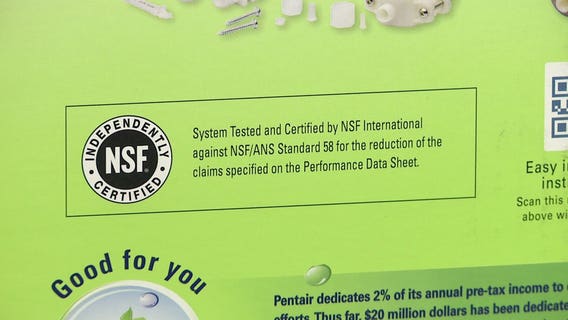 INDEPENDENTLY
NSF®
CERTIFIED
System Tested and Certified by NSF International
against NSF/ANS Standard 58 for the reduction of the
claims specified on the Performance Data Sheet.
Easy
inst
Scan this
above wi
Good for you
Pentair dedicates 2% of its annual pre-tax income to
efforts. Thus far, $20 million dollars has been dedicate